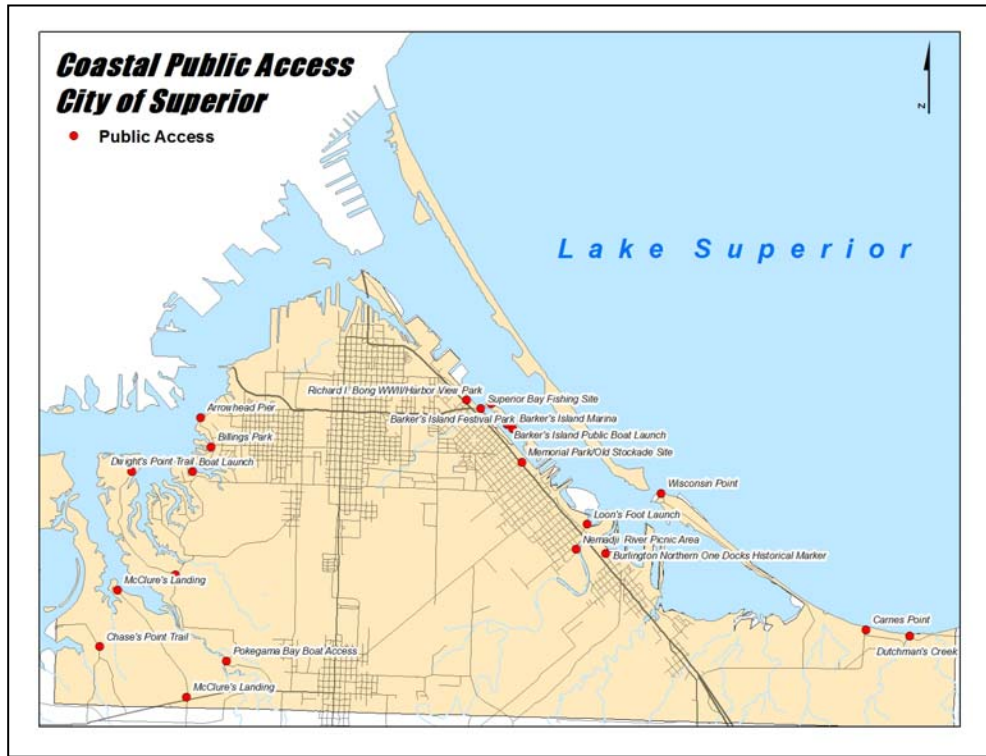 Coastal Public Access
City of Superior
Public Access
N
Lake Superior
Richard I. Bong WWII/Harbor View Park
Superior Bay Fishing Site
Barker's Island Festival Park
Barker's Island Marina
Arrowhead Pier
Barker's Island Public Boat Launch
Billings Park
Memorial Park/Old Stockade Site
Dwight's Point Trail
Boat Launch
Wisconsin Point
Loon's Foot Launch
Nemadji River Picnic Area
Burlington Northern One Docks Historical Marker
McClure's Landing
Carnes Point
Chase's Point Trail
Dutchman's Creek
Pokegama Bay Boat Access
McClure's Landing